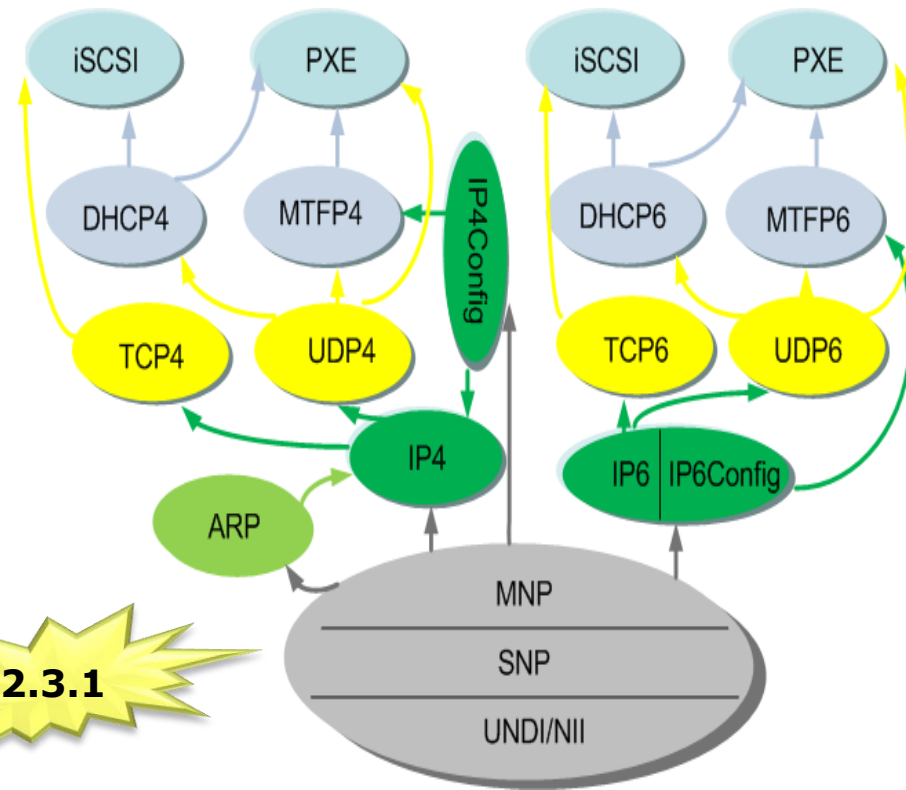 iSCSI
PXE
iSCSI
PXE
DHCP4
MTFP4
IP4Config
DHCP6
MTFP6
TCP4
UDP4
TCP6
UDP6
IP4
IP6 IP6Config
ARP
MNP
SNP
UNDI/NII
2.3.1